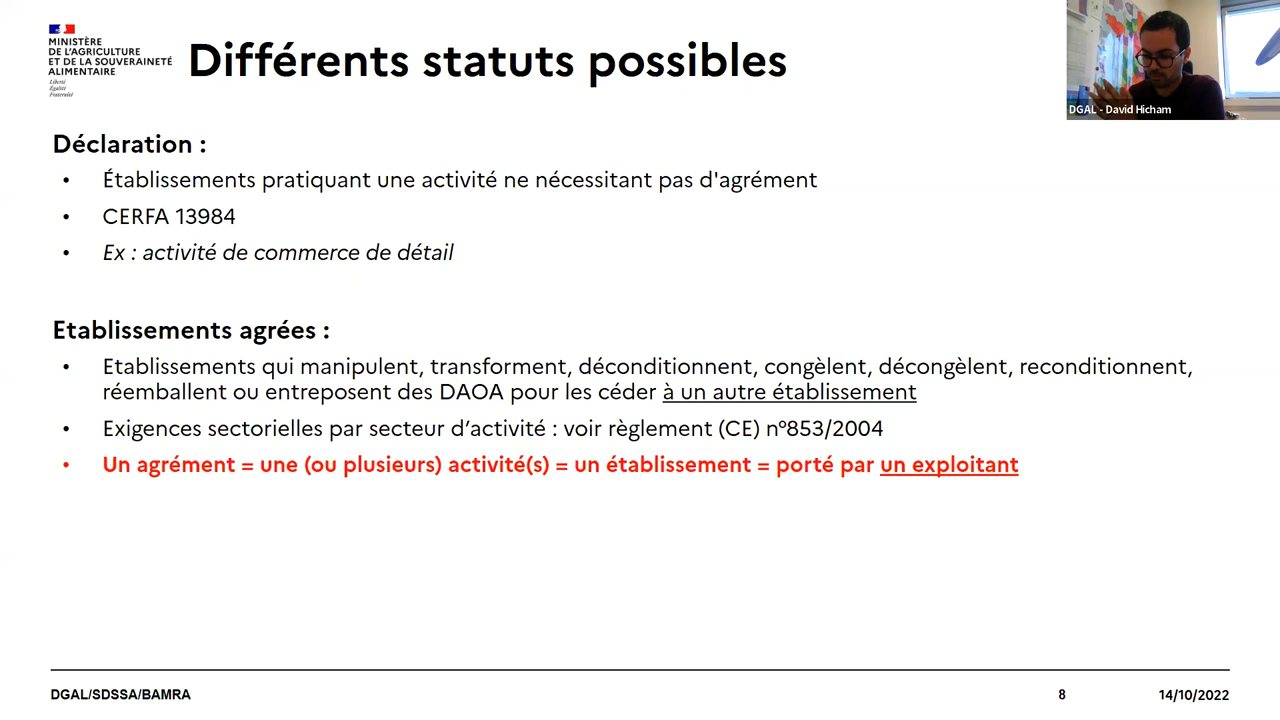 MINISTÈRE
DE L'AGRICULTURE
ET DE LA SOUVERAINETÉ
ALIMENTAIRE
Liberté
Égalité
Fraternité
Différents statuts possibles
DGAL - David Hicham
Déclaration :
• Établissements pratiquant une activité ne nécessitant pas d'agrément
• CERFA 13984
• Ex : activité de commerce de détail
Etablissements agrées :
• Etablissements qui manipulent, transforment, déconditionnent, congèlent, décongèlent, reconditionnent,
réemballent ou entreposent des DAOA pour les céder à un autre établissement
• Exigences sectorielles par secteur d’activité : voir règlement (CE) n°853/2004
• Un agrément = une (ou plusieurs) activité(s) = un établissement = porté par un exploitant
DGAL/SDSSA/BAMRA
8
14/10/2022